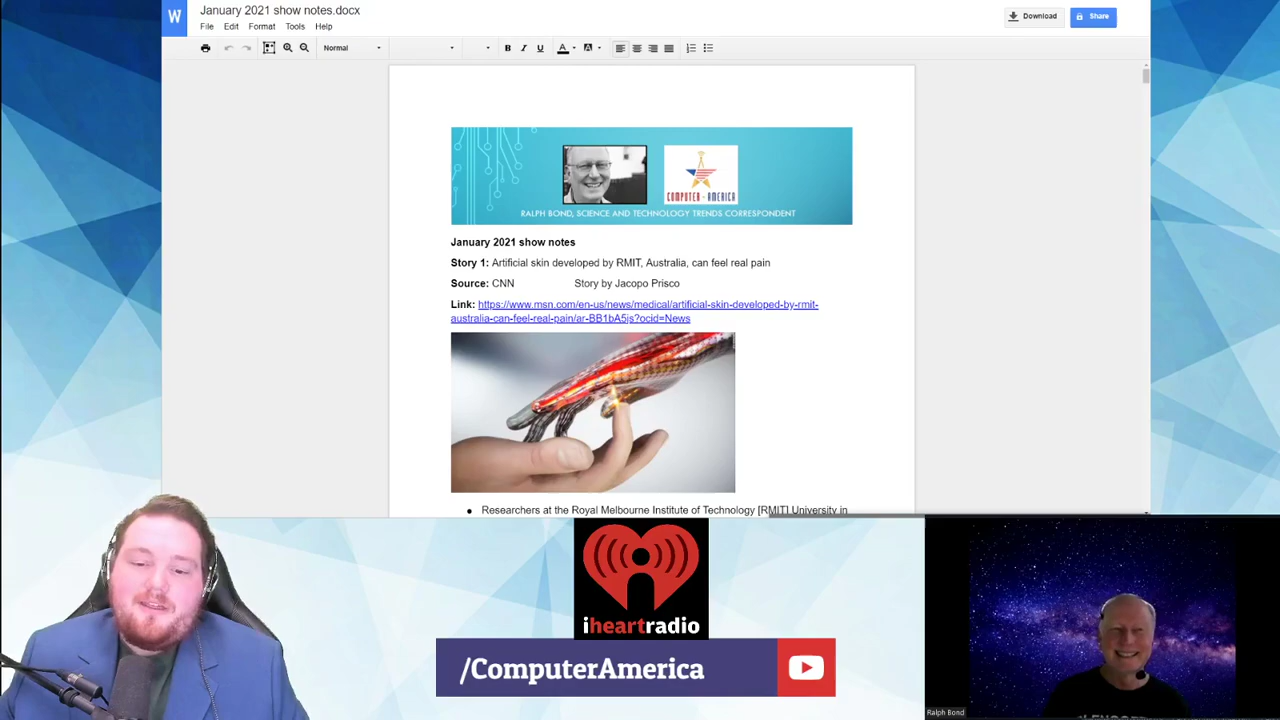 January 2021 show notes.docx
File Edit Format Tools Help
Download
Share
Normal
B I U A A
RALPH BOND, SCIENCE AND TECHNOLOGY TRENDS CORRESPONDENT
COMPUTER AMERICA
January 2021 show notes
Story 1: Artificial skin developed by RMIT, Australia, can feel real pain
Source: CNN Story by Jacopo Prisco
Link: https://www.msn.com/en-us/news/medical/artificial-skin-developed-by-rmit-
australia-can-feel-real-pain/ar-BB1bA5js?ocid=News
Researchers at the Royal Melbourne Institute of Technology [RMIT] University in
iheartradio
/ComputerAmerica
Ralph Bond